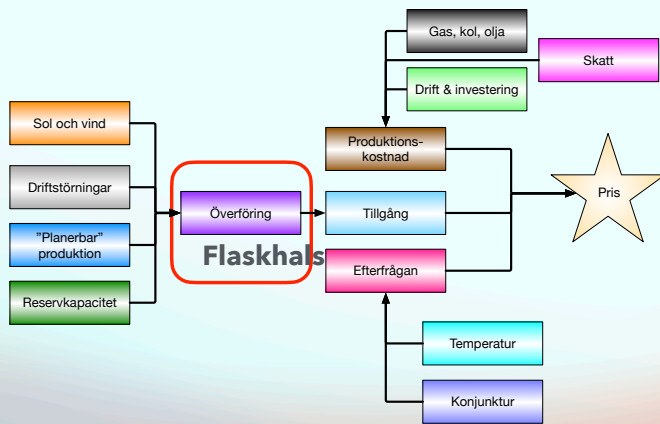 Gas, kol, olja
Skatt
Drift & investering
Sol och vind
Produktions-
kostnad
Driftstörningar
Överföring
Tillgång
Pris
”Planerbar”
produktion
Flaskhals
Efterfrågan
Reservkapacitet
Temperatur
Konjunktur